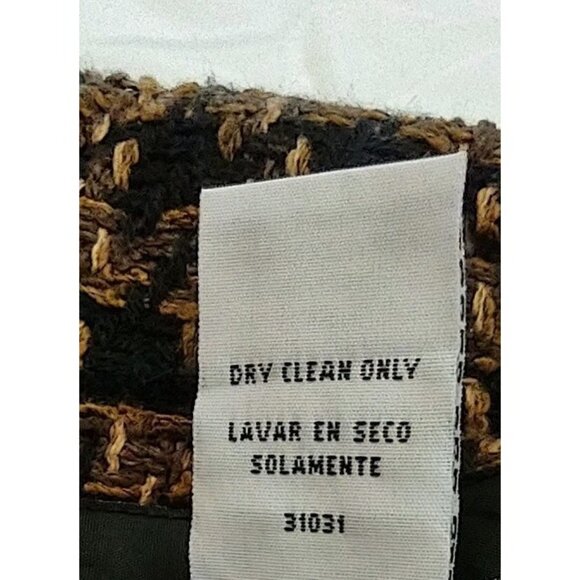 DRY CLEAN ONLY
LAVAR EN SECO
SOLAMENTE
31031